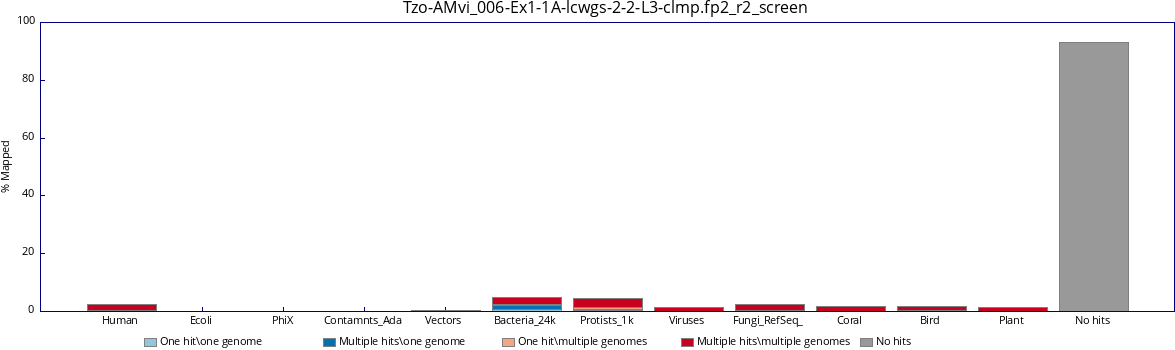 Tzo-AMvi_006-Ex1-1A-lcwgs-2-2-L3-clmp.fp2_r2_screen
100
80
60
40
20
0
% Mapped
Human Ecoli PhiX Contamnts_Ada Vectors Bacteria_24k Protists_1k Viruses Fungi_RefSeq_ Coral Bird Plant No hits
One hit\one genome Multiple hits\one genome One hit\multiple genomes Multiple hits\multiple genomes No hits